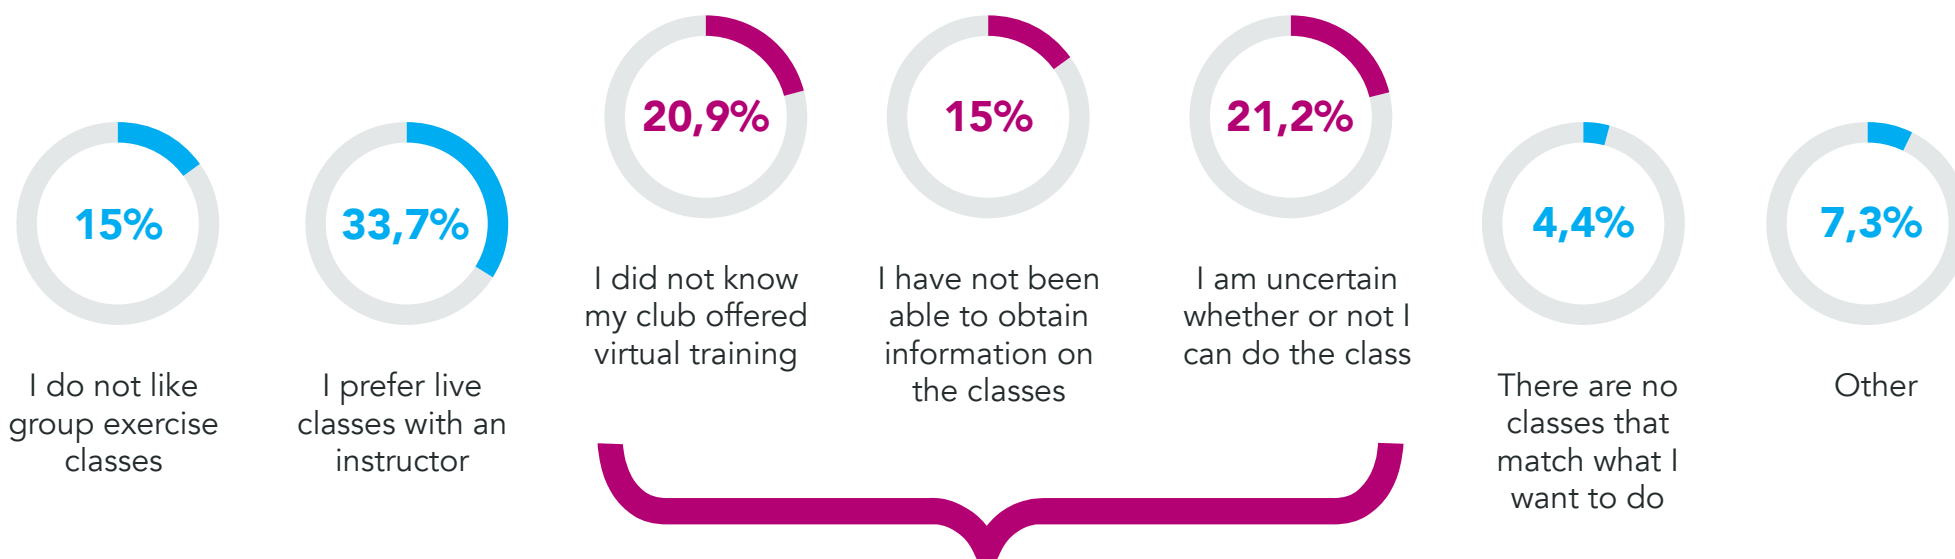 15%
I do not like
group exercise
classes
33,7%
I prefer live
classes with an
instructor
20,9%
I did not know
my club offered
virtual training
15%
I have not been
able to obtain
information on
the classes
21,2%
I am uncertain
whether or not I
can do the class
4,4%
There are no
classes that
match what I
want to do
7,3%
Other